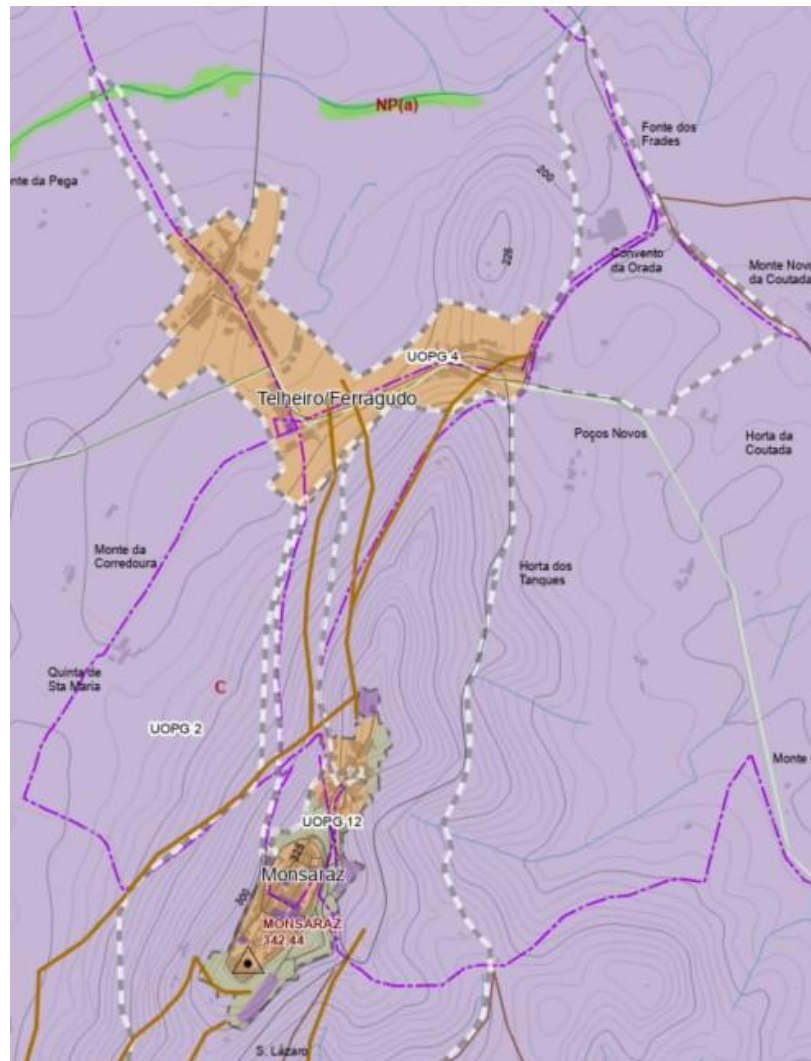 NP(a)
Fonte dos
Frades
nte da Pega
200
225
Convento
da Orada
Monte Novo
da Coutada
UOPG 4
Telheiro/Ferragudo
Poços Novos
Horta da
Coutada
Monte da
Corredoura
Horta dos
Tanques
Quinta de
Sta Maria
C
UOPG 2
Monte
UOPG 12
325
Monsaraz
300
MONSARAZ
342.44
S. Lázaro